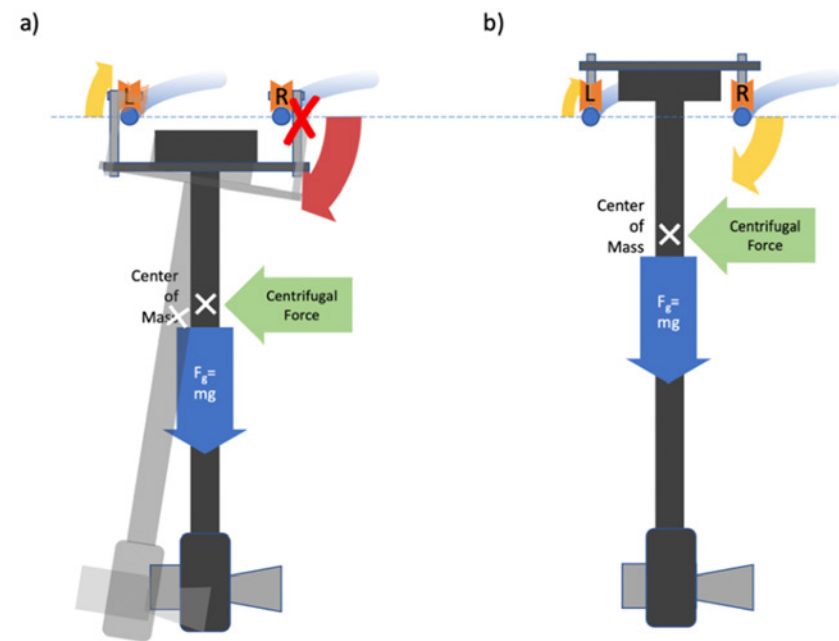 a)
L
R
Center
of
Mass
Centrifugal
Force
Fg=
mg
b)
L
R
Center
of
Mass
Centrifugal
Force
Fg=
mg